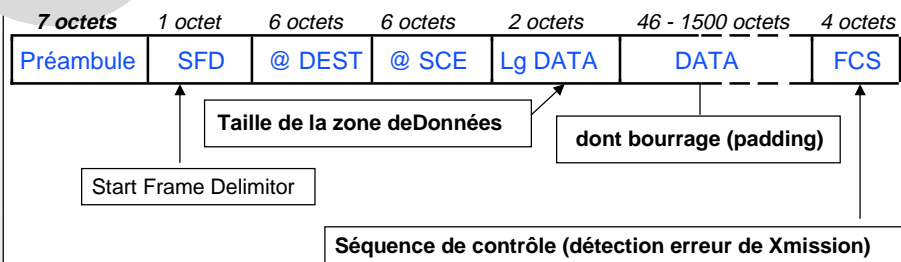 7 octets 1 octet 6 octets 6 octets 2 octets 46 - 1500 octets 4 octets
Préambule SFD @ DEST @ SCE Lg DATA DATA FCS
Taille de la zone deDonnées
dont bourrage (padding)
Start Frame Delimitor
Séquence de contrôle (détection erreur de Xmission)